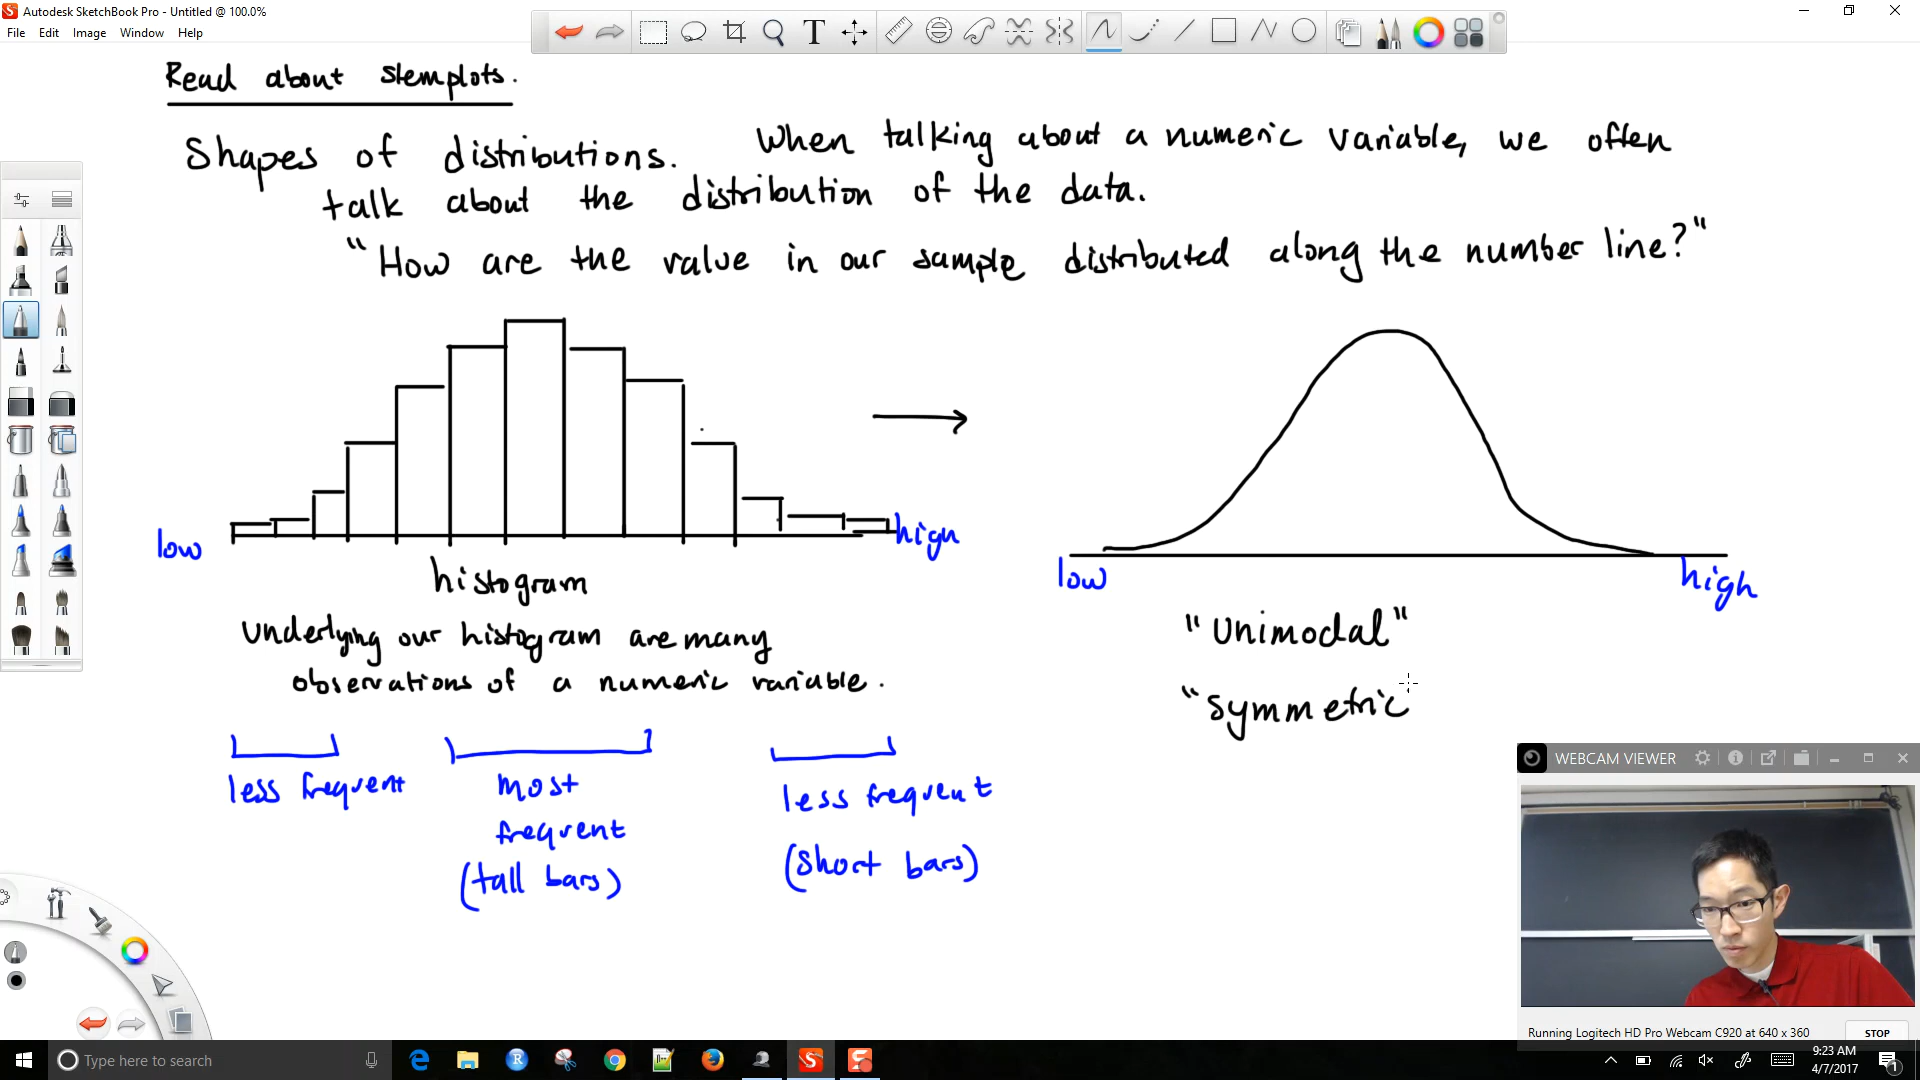 Autodesk SketchBook Pro - Untitled @ 100.0%
File Edit Image Window Help
T
Read about stemplots.
Shapes of distributions. When talking about a numeric variable, we often
talk about the distribution of the data.
"How are the value in our sample distributed along the number line?"
low
high
histogram
low
high
Underlying our histogram are many
observations of a numeric variable.
"Unimodal"
"symmetric
less frequent
most
frequent
(tall bars)
less frequent
(short bars)
WEBCAM VIEWER
Running Logitech HD Pro Webcam C920 at 640 x 360
STOP
Type here to search
9:23 AM
4/7/2017
1